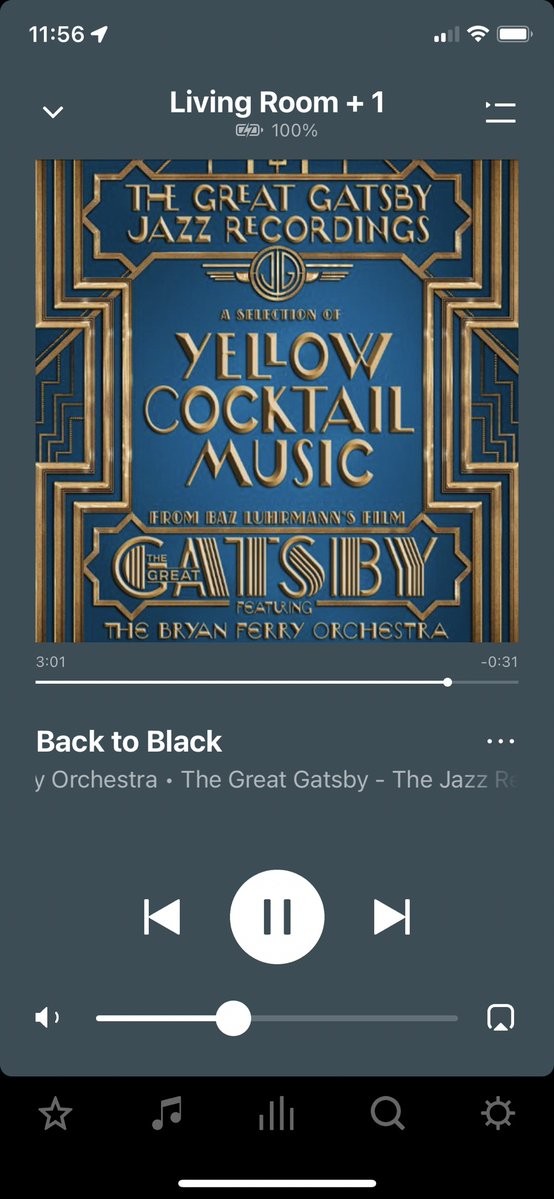 11:56
Living Room + 1
100%
THE GREAT GATSBY
JAZZ RECORDINGS
JG
A SELECTION OF
YELLOW
COCKTAIL
MUSIC
FROM BAZ LUHRMANN'S FILM
THE GREAT GATSBY
FEATURING
THE BRYAN FERRY ORCHESTRA
3:01 -0:31
Back to Black
y Orchestra • The Great Gatsby - The Jazz Re